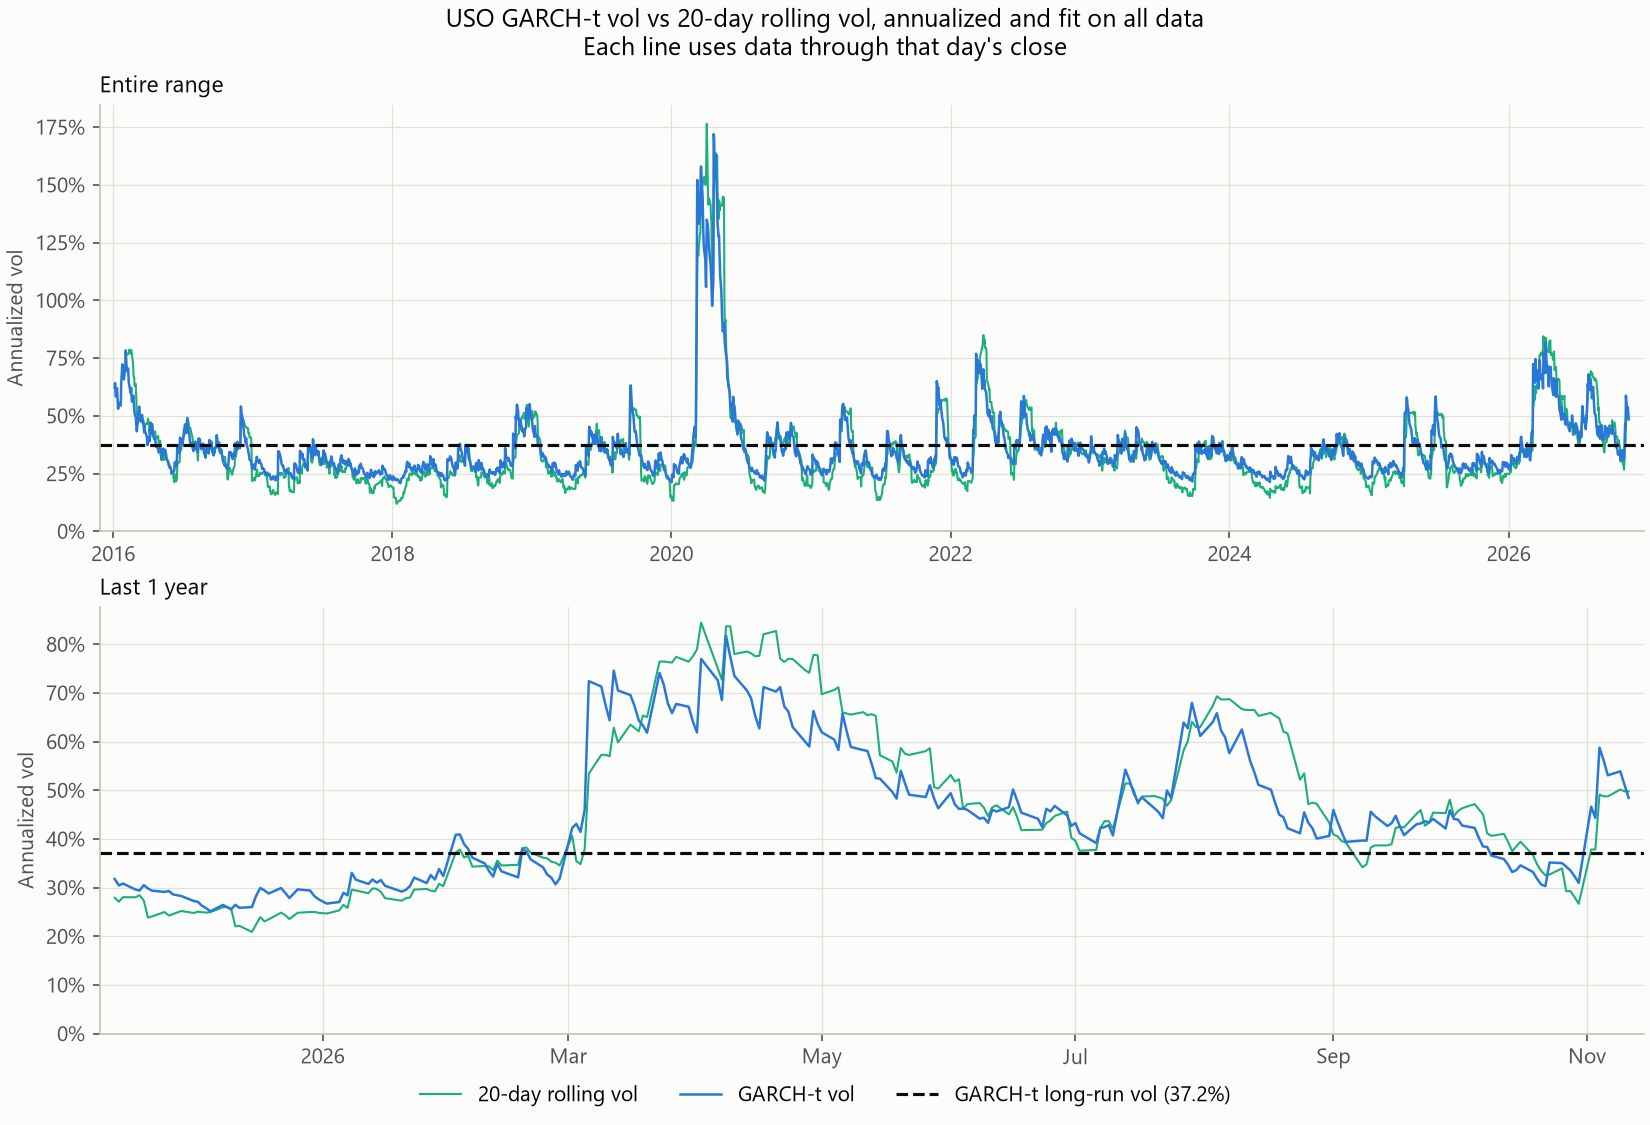 USO GARCH-t vol vs 20-day rolling vol, annualized and fit on all data
Each line uses data through that day's close
Entire range
Annualized vol
175%
150%
125%
100%
75%
50%
25%
0%
2016 2018 2020 2022 2024 2026
Last 1 year
Annualized vol
80%
70%
60%
50%
40%
30%
20%
10%
0%
2026 Mar May Jul Sep Nov
20-day rolling vol GARCH-t vol GARCH-t long-run vol (37.2%)